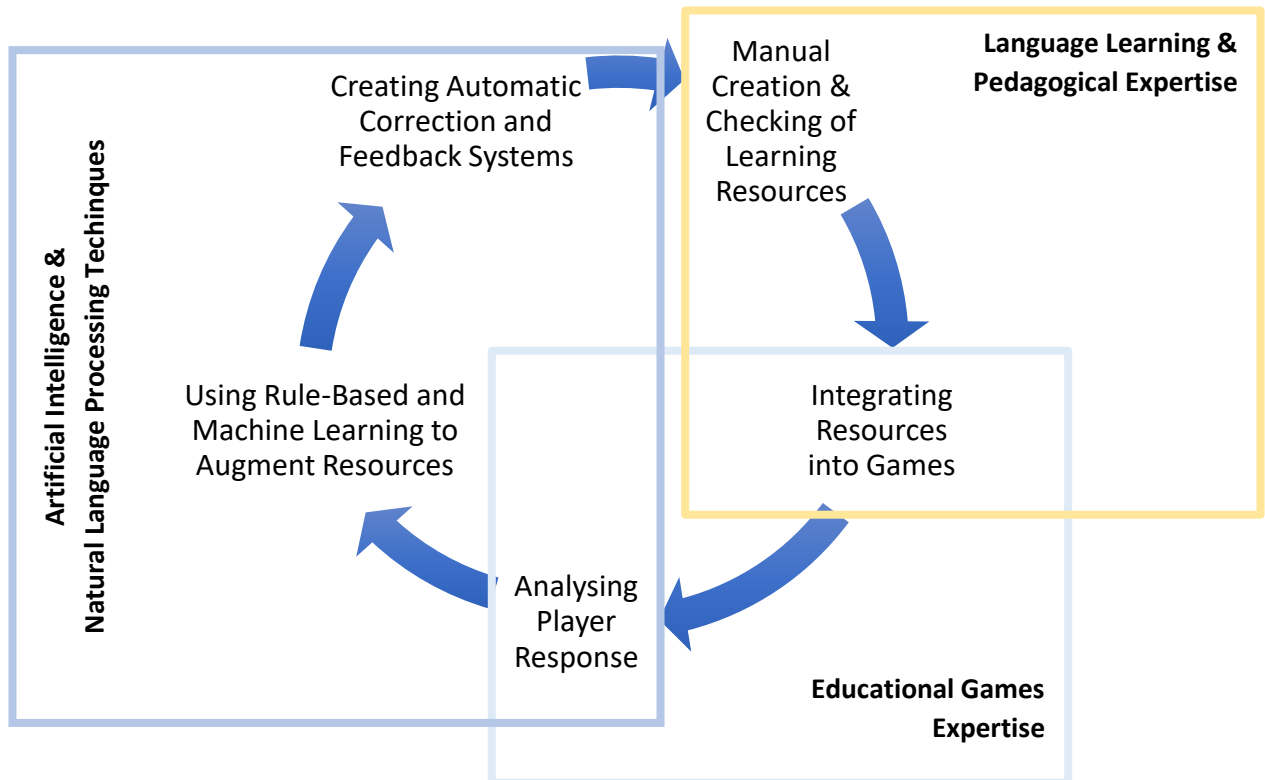 Manual
Creation &
Checking of
Learning
Resources
Language Learning &
Pedagogical Expertise
Creating Automatic
Correction and
Feedback Systems
Artificial Intelligence &
Natural Language Processing Techinques
Using Rule-Based and
Machine Learning to
Augment Resources
Integrating
Resources
into Games
Analysing
Player
Response
Educational Games
Expertise